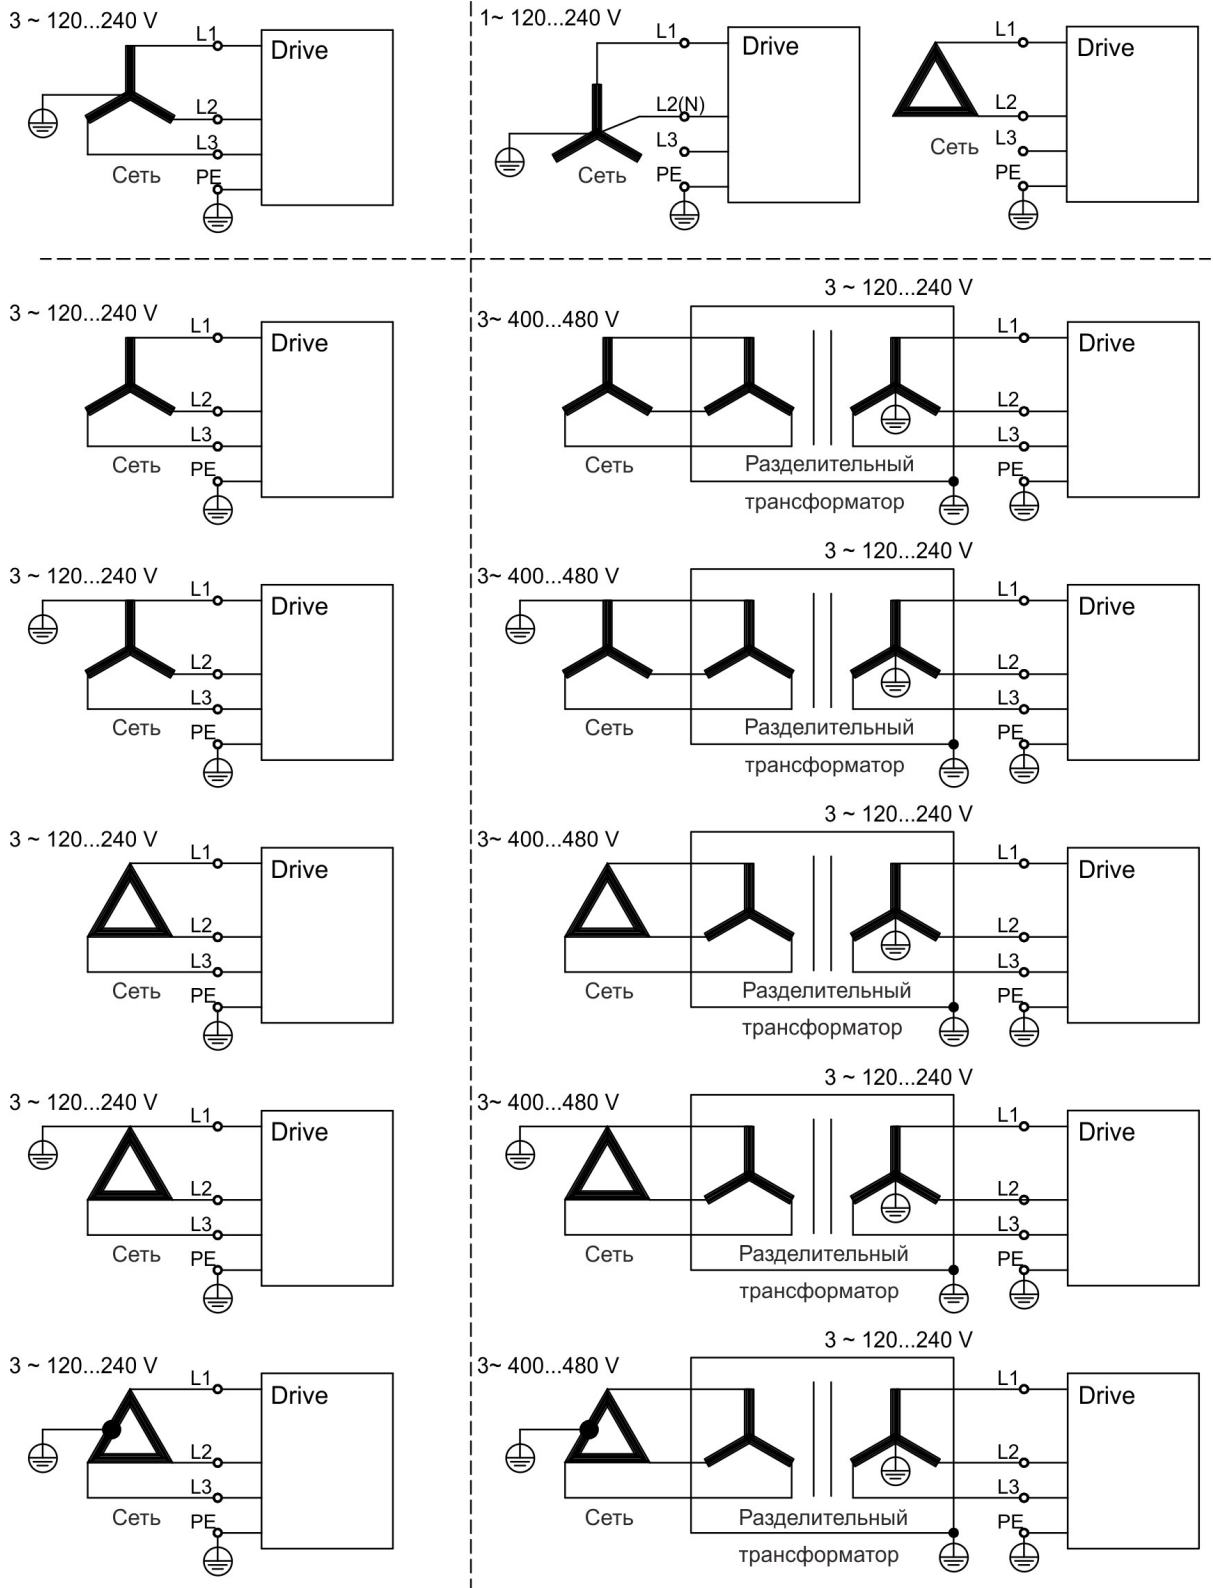 3 ~ 120...240 V
L1
Drive
L2
L3
Сеть
PE
1~ 120...240 V
L1
Drive
L2(N)
L3
Сеть
PE
L1
Drive
L2
Сеть
L3
PE
3 ~ 120...240 V
L1
Drive
L2
L3
Сеть
PE
3 ~ 120...240 V
3~ 400...480 V
L1
Drive
L2
L3
Сеть
Разделительный
PE
трансформатор
3 ~ 120...240 V
L1
Drive
L2
L3
Сеть
PE
3 ~ 120...240 V
3~ 400...480 V
L1
Drive
L2
L3
Сеть
Разделительный
PE
трансформатор
3 ~ 120...240 V
L1
Drive
L2
L3
Сеть
PE
3 ~ 120...240 V
3~ 400...480 V
L1
Drive
L2
L3
Сеть
Разделительный
PE
трансформатор
3 ~ 120...240 V
L1
Drive
L2
L3
Сеть
PE
3 ~ 120...240 V
3~ 400...480 V
L1
Drive
L2
L3
Сеть
Разделительный
PE
трансформатор
3 ~ 120...240 V
L1
Drive
L2
L3
Сеть
PE
3 ~ 120...240 V
3~ 400...480 V
L1
Drive
L2
L3
Сеть
Разделительный
PE
трансформатор